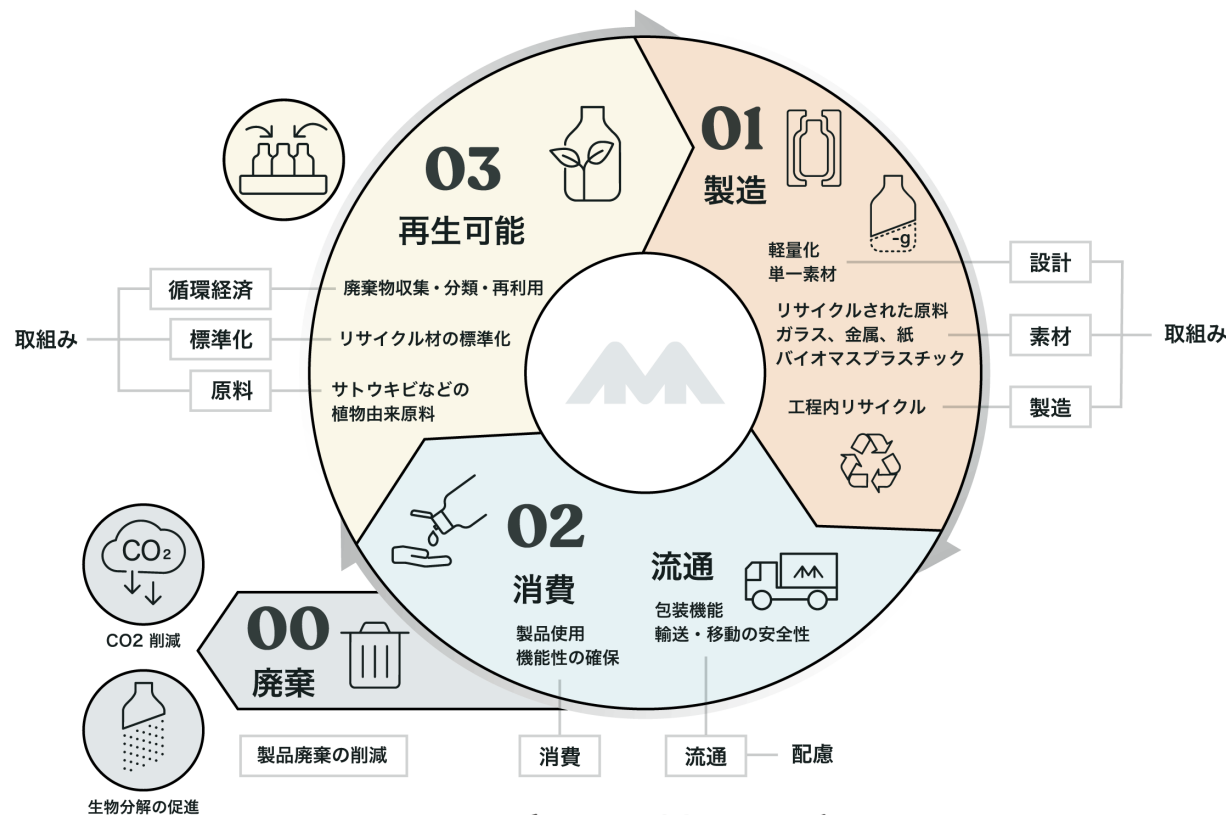 01
製造
-g
軽量化
単一素材
設計
リサイクルされた原料
ガラス、金属、紙
バイオマスプラスチック
素材
取組み
工程内リサイクル
製造
03
再生可能
循環経済
廃棄物収集・分類・再利用
取組み
標準化
リサイクル材の標準化
原料
サトウキビなどの
植物由来原料
02
消費
製品使用
機能性の確保
消費
流通
包装機能
輸送・移動の安全性
流通
配慮
00
廃棄
製品廃棄の削減
CO2
CO2 削減
生物分解の促進